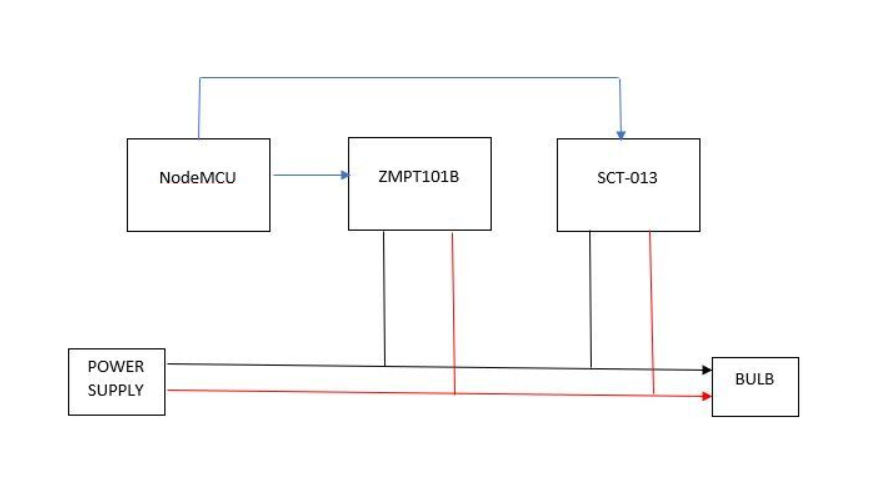 NodeMCU
ZMPT101B
SCT-013
POWER
SUPPLY
BULB